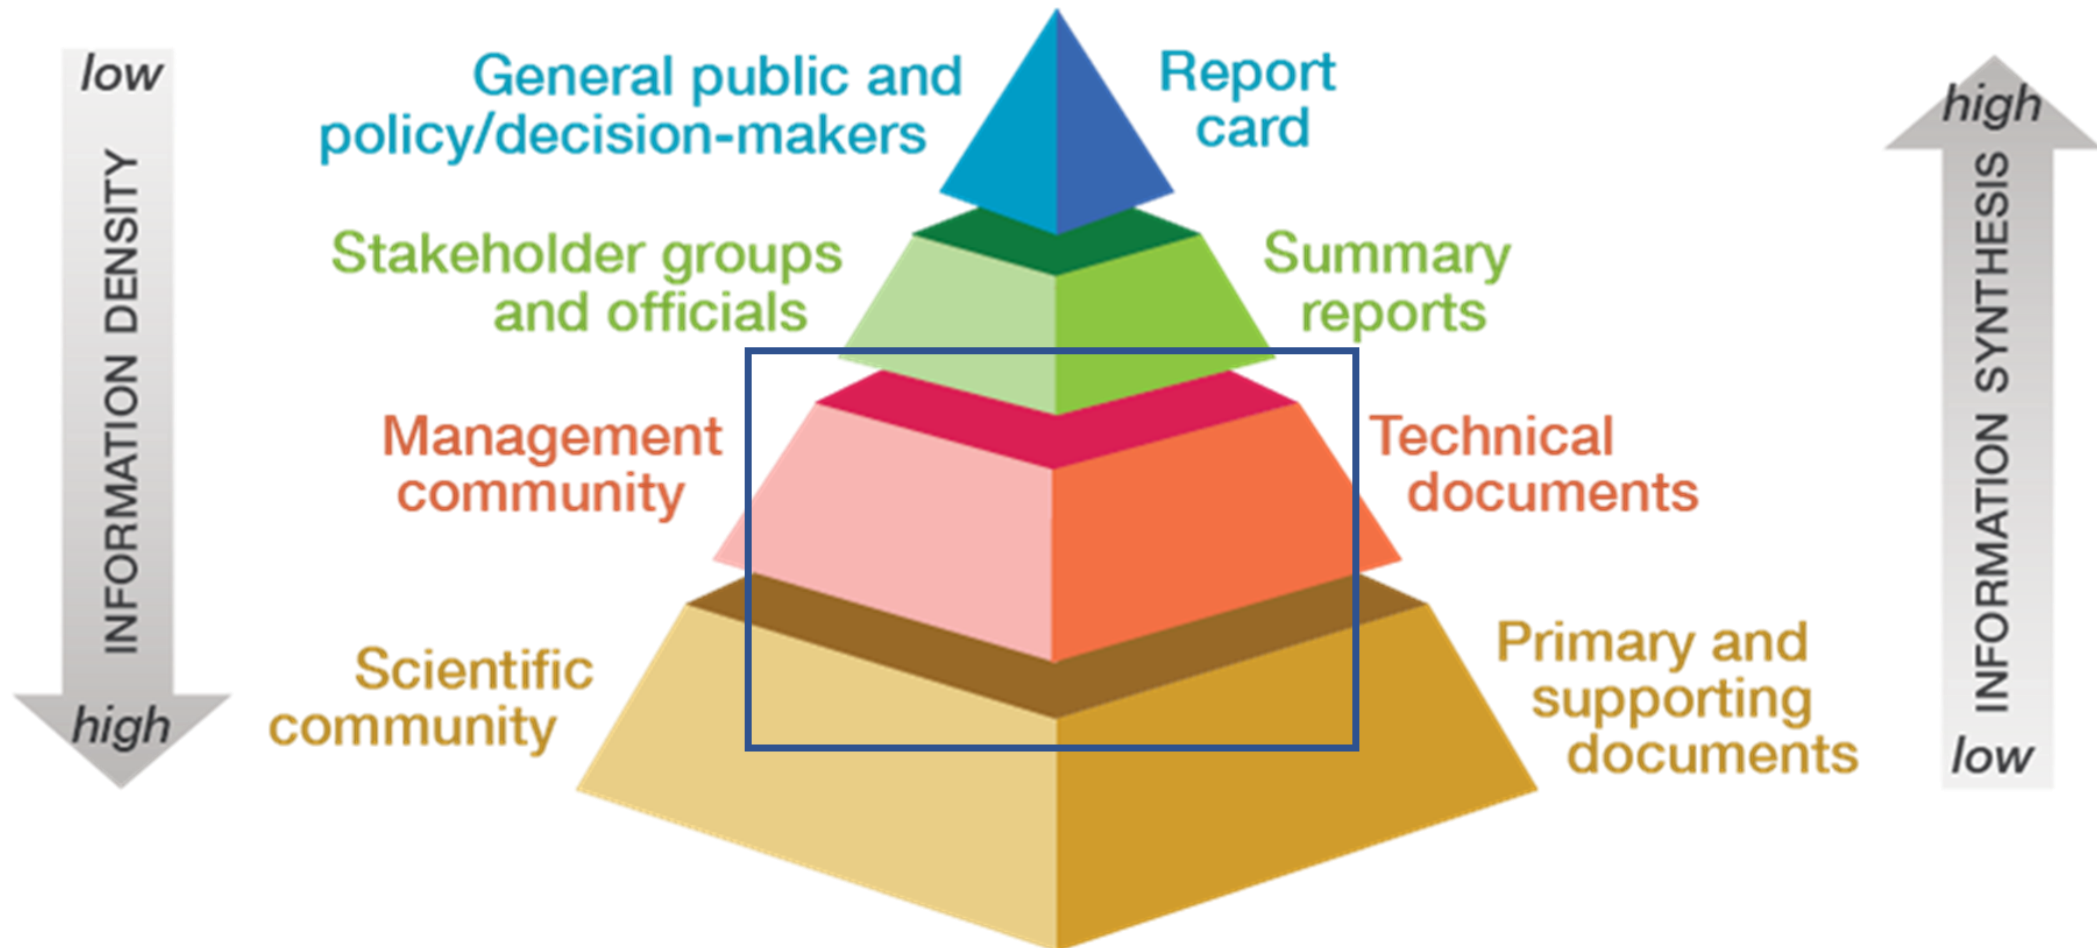 low
INFORMATION DENSITY
high
General public and
policy/decision-makers
Report
card
Stakeholder groups
and officials
Summary
reports
Management
community
Technical
documents
Scientific
community
Primary and
supporting
documents
high
INFORMATION SYNTHESIS
low